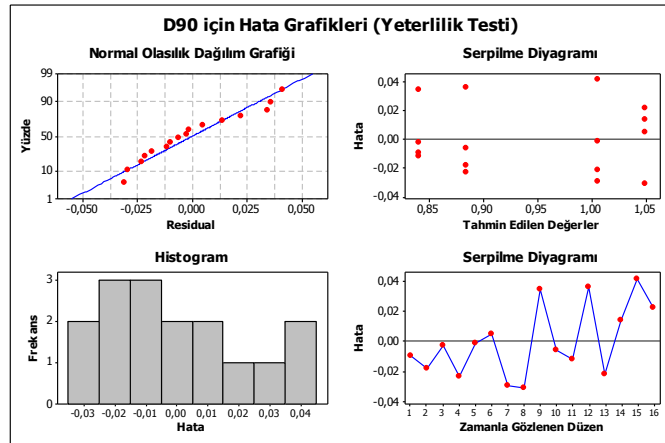 D90 için Hata Grafikleri (Yeterlilik Testi)
Normal Olasılık Dağılım Grafiği
99
90
50
10
1
Yüzde
-0,050
-0,025
0,000
0,025
0,050
Residual
Serpilme Diyagramı
0,04
0,02
0,00
-0,02
-0,04
Hata
0,85
0,90
0,95
1,00
1,05
Tahmin Edilen Değerler
Histogram
3
2
1
0
Frekans
-0,03
-0,02
-0,01
0,00
0,01
0,02
0,03
0,04
Hata
Serpilme Diyagramı
0,04
0,02
0,00
-0,02
-0,04
Hata
1 2 3 4 5 6 7 8 9 10 11 12 13 14 15 16
Zamanla Gözlenen Düzen